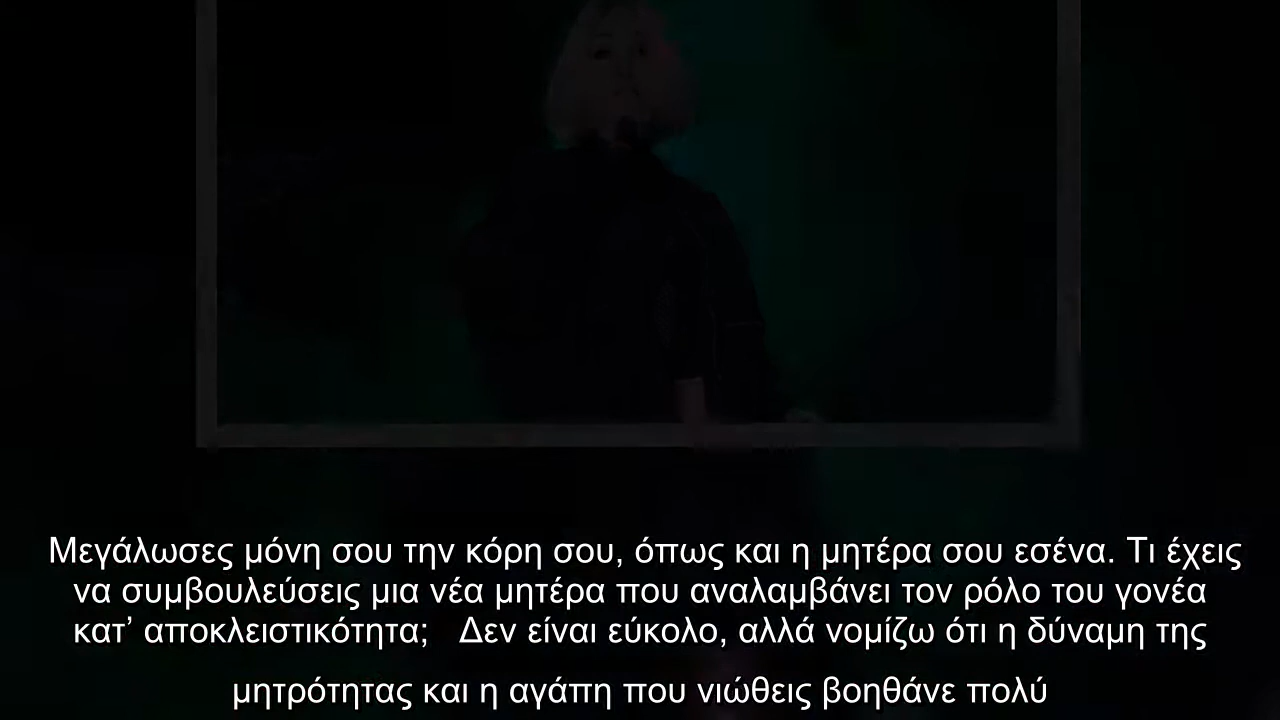 Μεγάλωσες μόνη σου την κόρη σου, όπως και η μητέρα σου εσένα. Τι έχεις
να συμβουλεύσεις μια νέα μητέρα που αναλαμβάνει τον ρόλο του γονέα
κατ’ αποκλειστικότητα;   Δεν είναι εύκολο, αλλά νομίζω ότι η δύναμη της
μητρότητας και η αγάπη που νιώθεις βοηθάνε πολύ